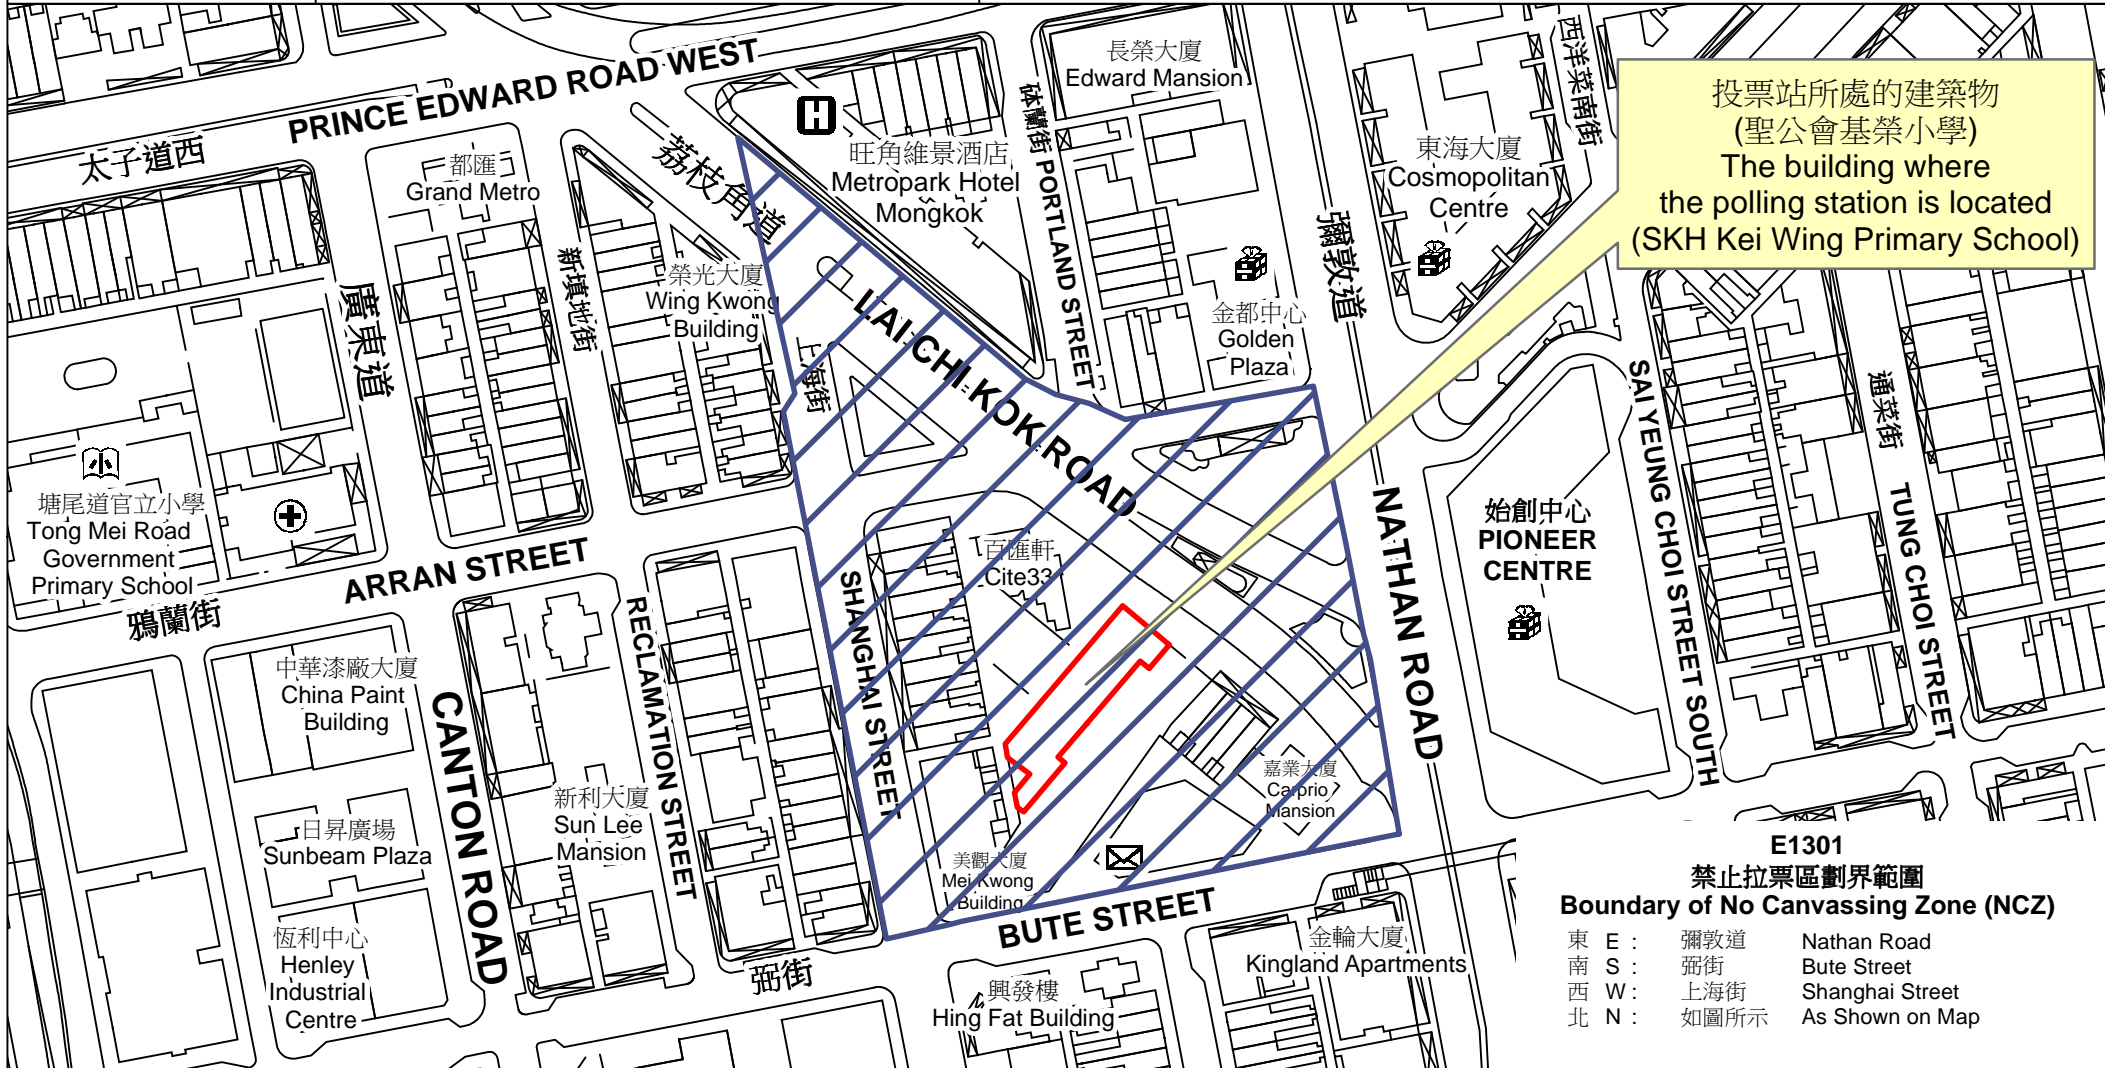 PRINCE EDWARD ROAD WEST
太子道西
都匯
Grand Metro
荔枝角道
旺角維景酒店
Metropark Hotel
Mongkok
砵蘭街 PORTLAND STREET
長榮大廈
Edward Mansion
西洋菜南街
東海大廈
Cosmopolitan
Centre
投票站所處的建築物
(聖公會基榮小學)
The building where
the polling station is located
(SKH Kei Wing Primary School)
彌敦道
廣東道
新填地街
榮光大廈
Wing Kwong
Building
上海街
LAI CHI KOK ROAD
金都中心
Golden
Plaza
SAI YEUNG CHOI STREET SOUTH
通菜街
TUNG CHOI STREET
塘尾道官立小學
Tong Mei Road
Government
Primary School
ARRAN STREET
鴉蘭街
百匯軒
Cite33
NATHAN ROAD
始創中心
PIONEER
CENTRE
中華漆廠大廈
China Paint
Building
CANTON ROAD
RECLAMATION STREET
SHANGHAI STREET
日昇廣場
Sunbeam Plaza
新利大廈
Sun Lee
Mansion
嘉業大廈
Carprio
Mansion
美觀大廈
Mei Kwong
Building
BUTE STREET
弼街
恆利中心
Henley
Industrial
Centre
興發樓
Hing Fat Building
金輪大廈
Kingland Apartments
E1301
禁止拉票區劃界範圍
Boundary of No Canvassing Zone (NCZ)
東 E : 彌敦道 Nathan Road
南 S : 弼街 Bute Street
西 W : 上海街 Shanghai Street
北 N : 如圖所示 As Shown on Map
H
小